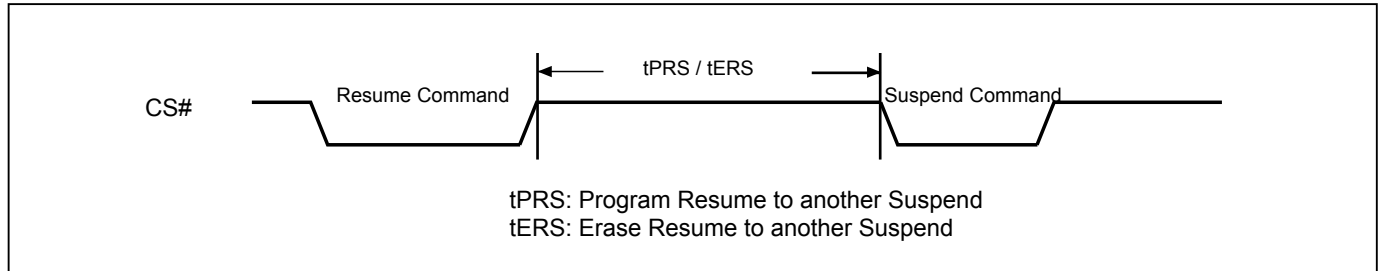 tPRS / tERS
Resume Command
Suspend Command
CS#
tPRS: Program Resume to another Suspend
tERS: Erase Resume to another Suspend